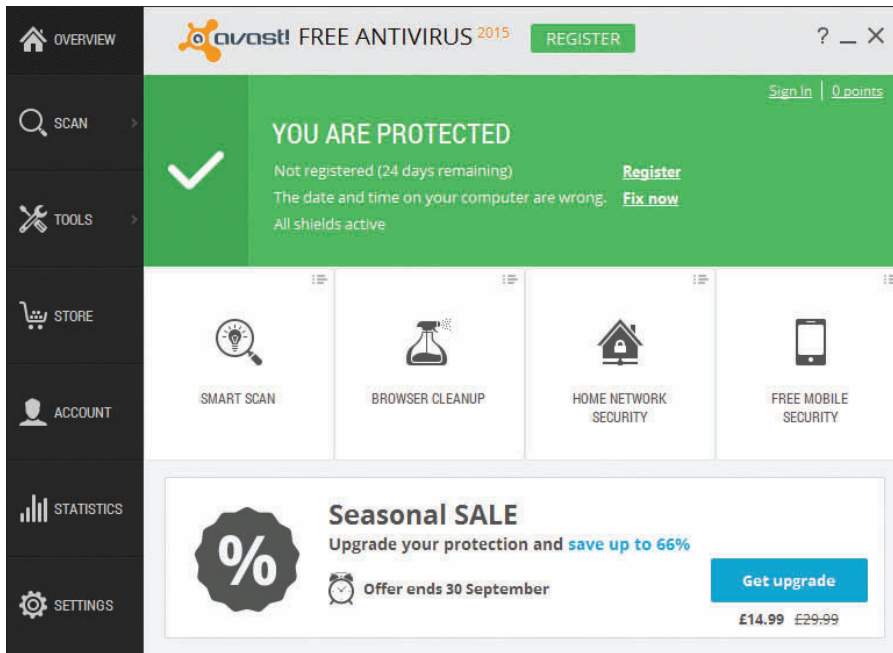 OVERVIEW
avast! FREE ANTIVIRUS 2015 REGISTER ? _ X
Sign In | 0 points
SCAN
YOU ARE PROTECTED
Not registered (24 days remaining) Register
The date and time on your computer are wrong. Fix now
All shields active
TOOLS
STORE
SMART SCAN
BROWSER CLEANUP
HOME NETWORK
SECURITY
FREE MOBILE
SECURITY
ACCOUNT
STATISTICS
SETTINGS
%
Seasonal SALE
Upgrade your protection and save up to 66%
Offer ends 30 September
Get upgrade
£14.99 £29.99